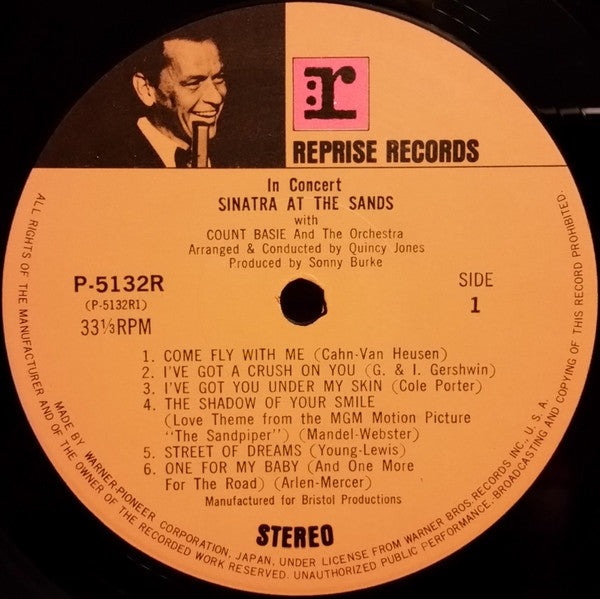 r
REPRISE RECORDS
In Concert
SINATRA AT THE SANDS
with
COUNT BASIE And The Orchestra
Arranged & Conducted by Quincy Jones
Produced by Sonny Burke
P-5132R
(P-5132R1)
33⅓RPM
SIDE
1
1. COME FLY WITH ME (Cahn-Van Heusen)
2. I'VE GOT A CRUSH ON YOU (G. & I. Gershwin)
3. I'VE GOT YOU UNDER MY SKIN (Cole Porter)
4. THE SHADOW OF YOUR SMILE
(Love Theme from the MGM Motion Picture
"The Sandpiper") (Mandel-Webster)
5. STREET OF DREAMS (Young-Lewis)
6. ONE FOR MY BABY (And One More
For The Road) (Arlen-Mercer)
Manufactured for Bristol Productions
STEREO
MADE BY WARNER-PIONEER CORPORATION, JAPAN, UNDER LICENSE FROM WARNER BROS. RECORDS INC., U.S.A.
ALL RIGHTS OF THE MANUFACTURER AND OF THE OWNER OF THE RECORDED WORK RESERVED. UNAUTHORIZED PUBLIC PERFORMANCE, BROADCASTING AND COPYING OF THIS RECORD PROHIBITED.